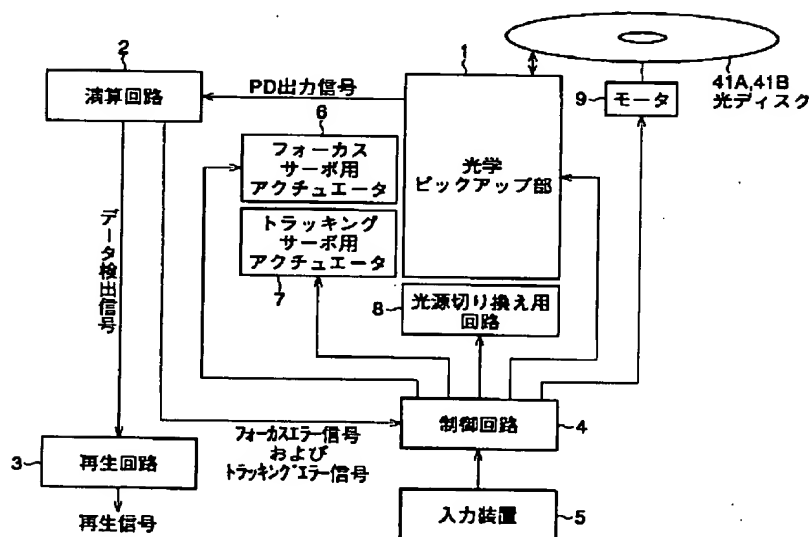 2
演算回路
PD出力信号
1
光学
ピックアップ部
41A,41B
光ディスク
9
モータ
6
フォーカス
サーボ用
アクチュエータ
トラッキング
サーボ用
アクチュエータ
7
8
光源切り換え用
回路
データ検出信号
フォーカスエラー信号
および
トラッキングエラー信号
制御回路
4
3
再生回路
再生信号
入力装置
5